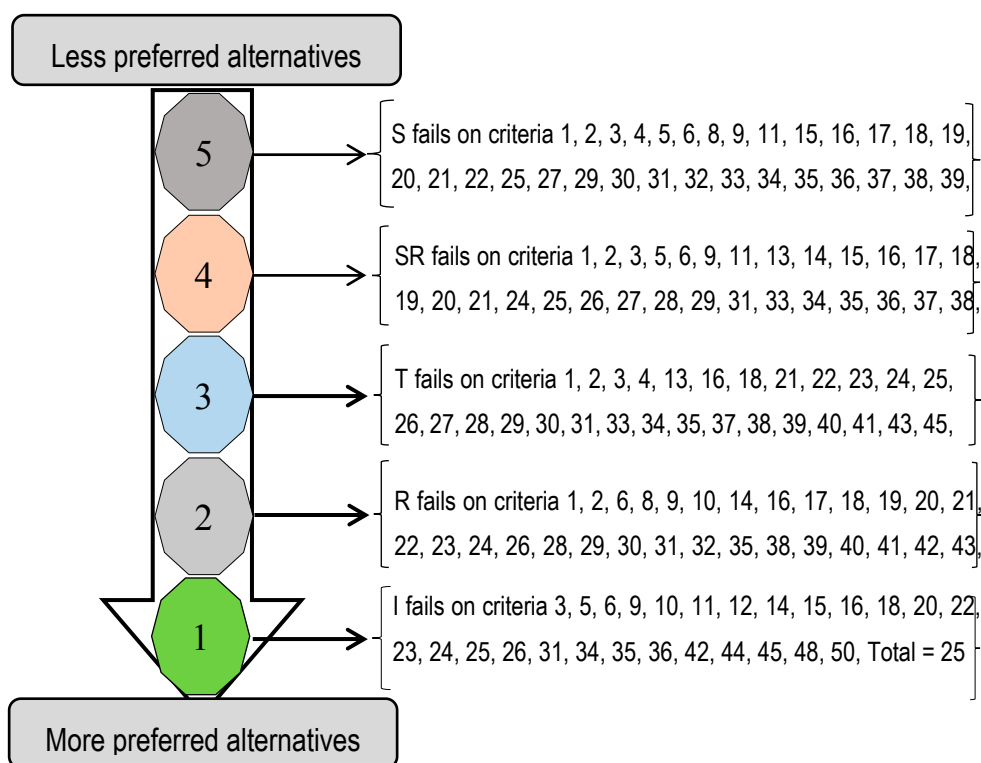 Less preferred alternatives
5
S fails on criteria 1, 2, 3, 4, 5, 6, 8, 9, 11, 15, 16, 17, 18, 19,
20, 21, 22, 25, 27, 29, 30, 31, 32, 33, 34, 35, 36, 37, 38, 39,
4
SR fails on criteria 1, 2, 3, 5, 6, 9, 11, 13, 14, 15, 16, 17, 18,
19, 20, 21, 24, 25, 26, 27, 28, 29, 31, 33, 34, 35, 36, 37, 38,
3
T fails on criteria 1, 2, 3, 4, 13, 16, 18, 21, 22, 23, 24, 25,
26, 27, 28, 29, 30, 31, 33, 34, 35, 37, 38, 39, 40, 41, 43, 45,
2
R fails on criteria 1, 2, 6, 8, 9, 10, 14, 16, 17, 18, 19, 20, 21,
22, 23, 24, 26, 28, 29, 30, 31, 32, 35, 38, 39, 40, 41, 42, 43,
1
I fails on criteria 3, 5, 6, 9, 10, 11, 12, 14, 15, 16, 18, 20, 22,
23, 24, 25, 26, 31, 34, 35, 36, 42, 44, 45, 48, 50, Total = 25
More preferred alternatives